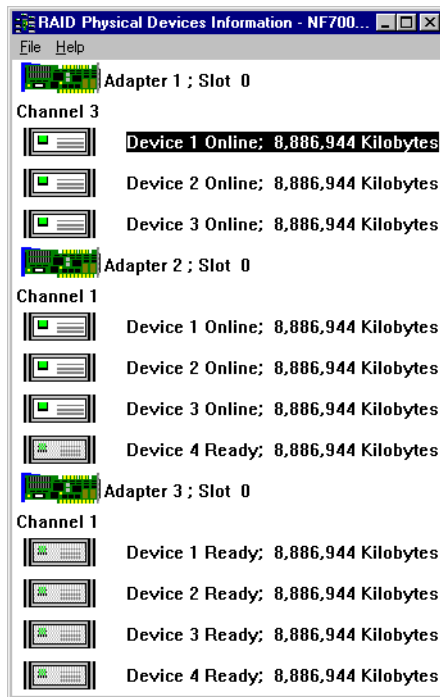 RAID Physical Devices Information - NF700...
File Help
Adapter 1 ; Slot 0
Channel 3
Device 1 Online; 8,886,944 Kilobytes
Device 2 Online; 8,886,944 Kilobytes
Device 3 Online; 8,886,944 Kilobytes
Adapter 2 ; Slot 0
Channel 1
Device 1 Online; 8,886,944 Kilobytes
Device 2 Online; 8,886,944 Kilobytes
Device 3 Online; 8,886,944 Kilobytes
Device 4 Ready; 8,886,944 Kilobytes
Adapter 3 ; Slot 0
Channel 1
Device 1 Ready; 8,886,944 Kilobytes
Device 2 Ready; 8,886,944 Kilobytes
Device 3 Ready; 8,886,944 Kilobytes
Device 4 Ready; 8,886,944 Kilobytes